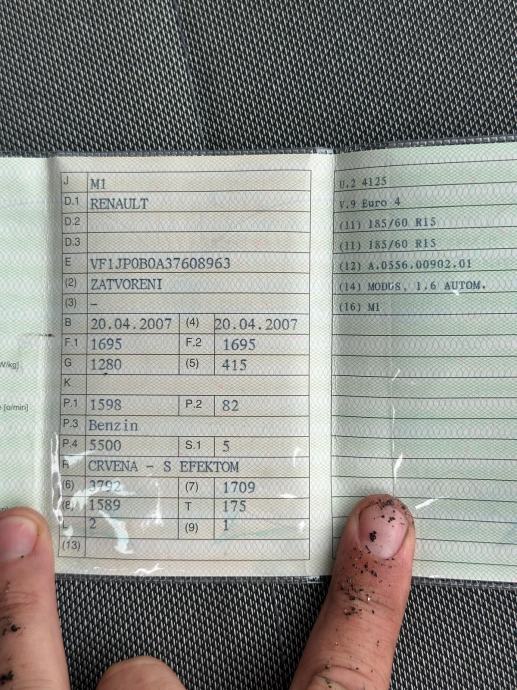 J M1
D.1 RENAULT
D.2
D.3
E VF1JP0B0A37608963
(2) ZATVORENI
(3) -
B 20.04.2007 (4) 20.04.2007
F.1 1695 F.2 1695
G 1280 (5) 415
K
P.1 1598 P.2 82
P.3 Benzin
P.4 5500 S.1 5
R CRVENA - S EFEKTOM
(6) 3792 (7) 1709
(8) 1589 T 175
L 2 (9) 1
(13)
W/kg]
[o/min]
U.2 4125
V.9 Euro 4
(11) 185/60 R15
(11) 185/60 R15
(12) A.0556.00902.01
(14) MODUS, 1.6 AUTOM.
(16) M1